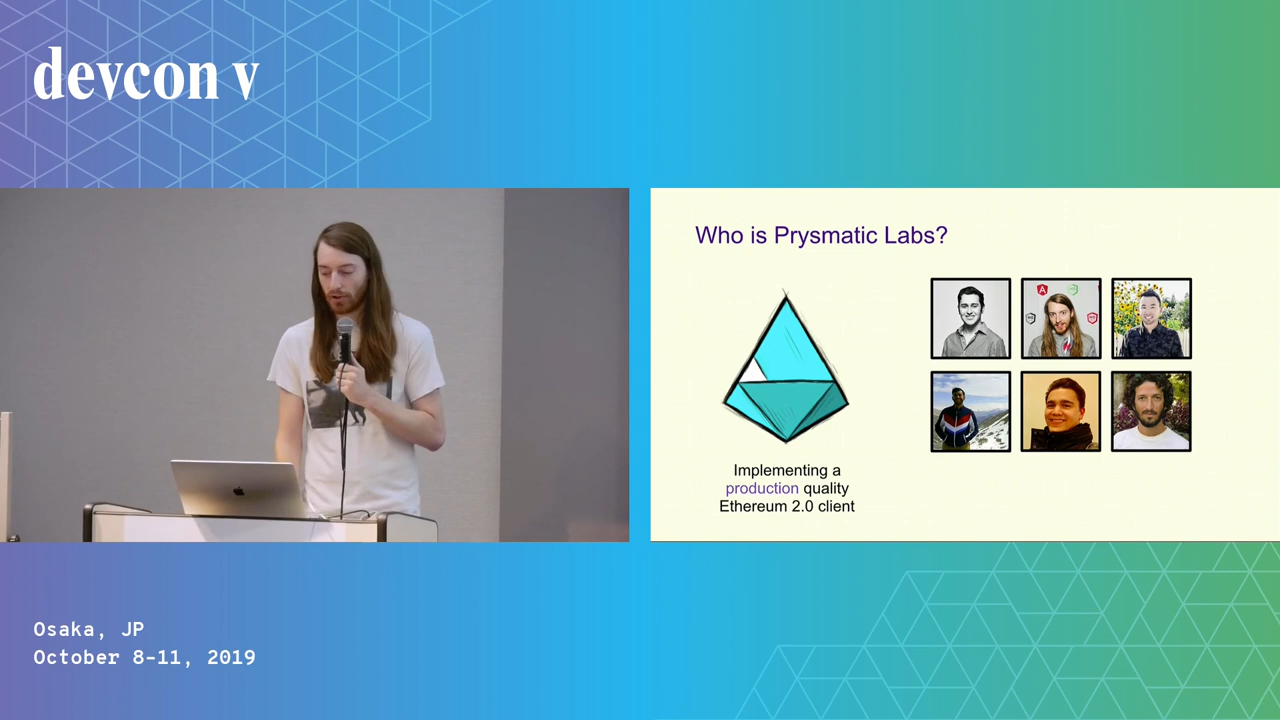 devcon v
Who is Prysmatic Labs?
Implementing a
production quality
Ethereum 2.0 client
Osaka, JP
October 8-11, 2019